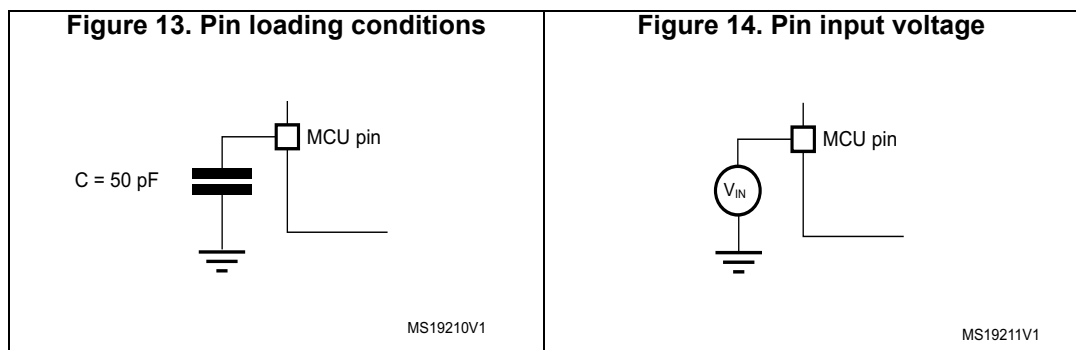 Figure 13. Pin loading conditions
MCU pin
C = 50 pF
MS19210V1
Figure 14. Pin input voltage
MCU pin
VIN
MS19211V1